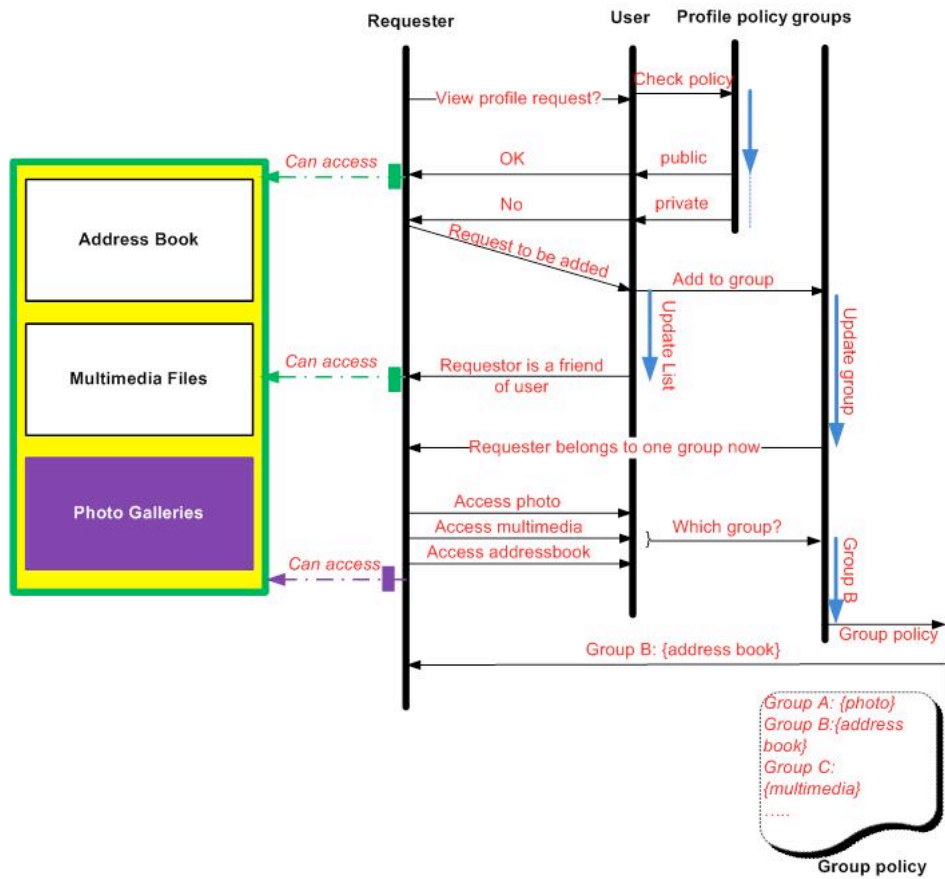 Requester
User
Profile policy groups
Check policy
View profile request?
Can access
OK
public
No
private
Request to be added
Address Book
Add to group
Update List
Update group
Can access
Requestor is a friend
of user
Multimedia Files
Requester belongs to one group now
Photo Galleries
Access photo
Access multimedia
Which group?
Access addressbook
Can access
Group B
Group policy
Group B: {address book}
Group A: {photo}
Group B:{address
book}
Group C:
{multimedia}
.....
Group policy